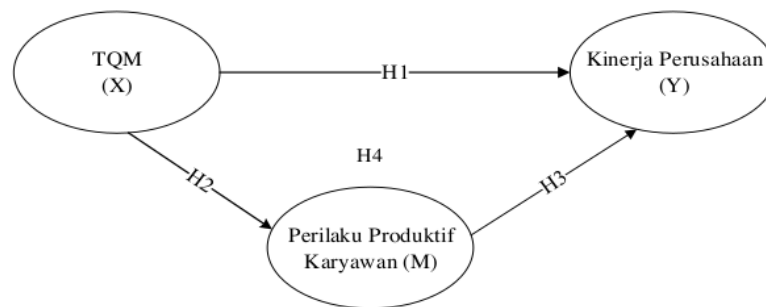 TQM
(X)
H1
Kinerja Perusahaan
(Y)
H4
H2
H3
Perilaku Produktif
Karyawan (M)